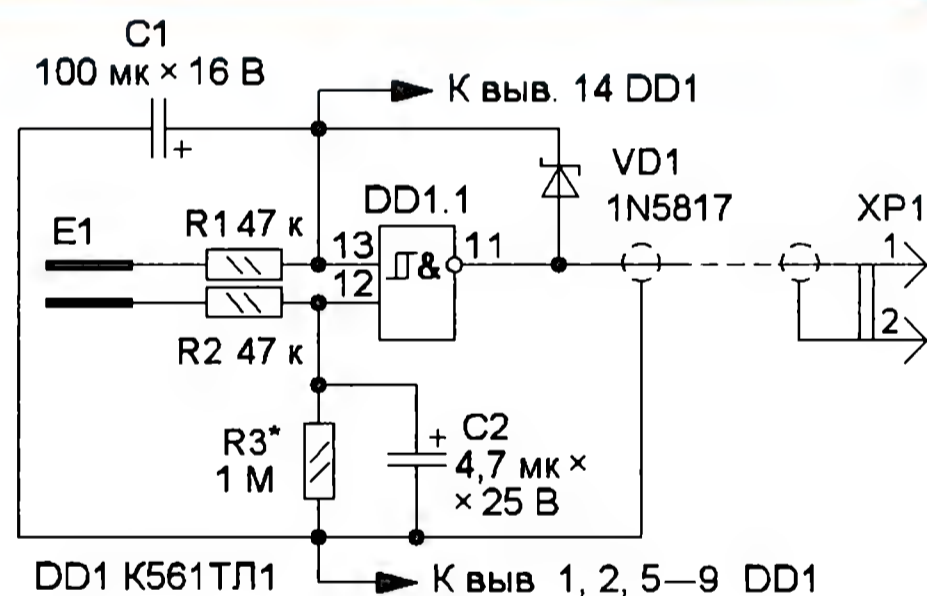 C1
100 мк × 16 В
+
К выв. 14 DD1
VD1
1N5817
DD1.1
XP1
E1
R1 47 к
13
12
&
11
1
2
R2 47 к
R3*
1 М
+
C2
4,7 мк ×
× 25 В
DD1 К561ТЛ1
К выв 1, 2, 5—9 DD1